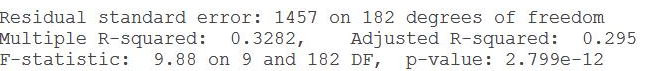 Residual standard error: 1457 on 182 degrees of freedom
Multiple R-squared:  0.3282,    Adjusted R-squared:  0.295
F-statistic:  9.88 on 9 and 182 DF,  p-value: 2.799e-12